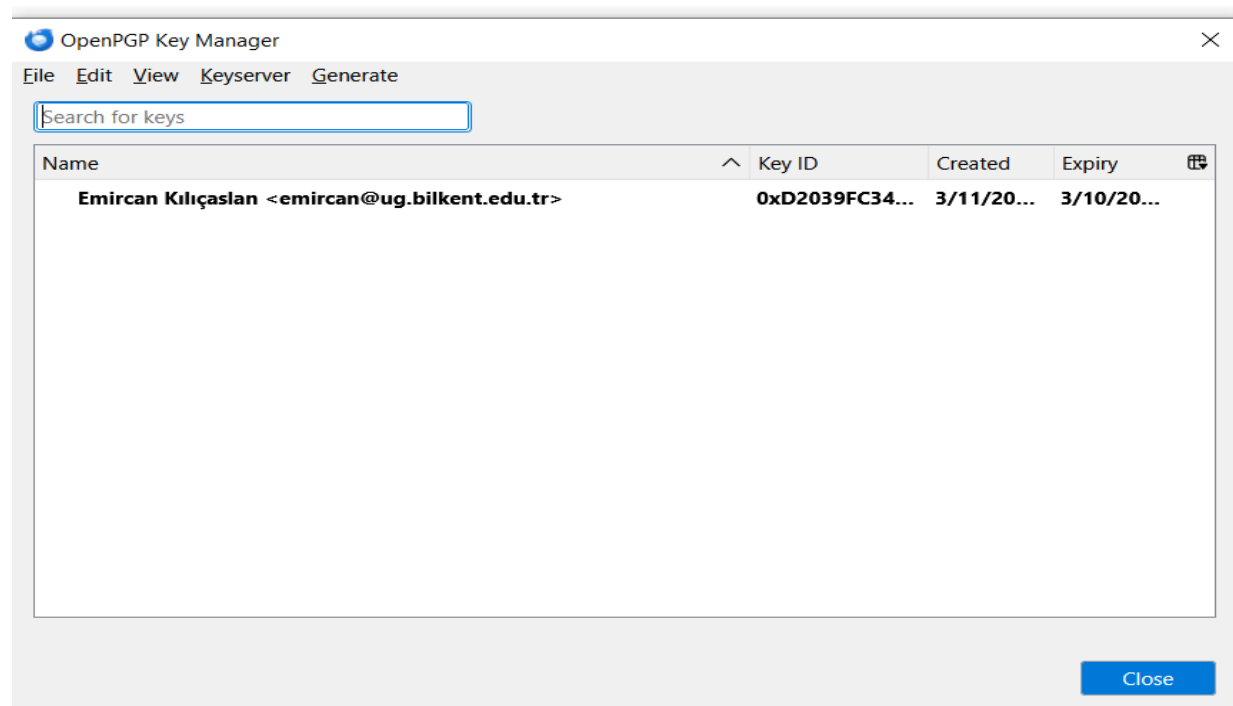 OpenPGP Key Manager
File Edit View Keyserver Generate
Search for keys
Name Key ID Created Expiry
Emircan Kılıçaslan <emircan@ug.bilkent.edu.tr> 0xD2039FC34... 3/11/20... 3/10/20...
Close